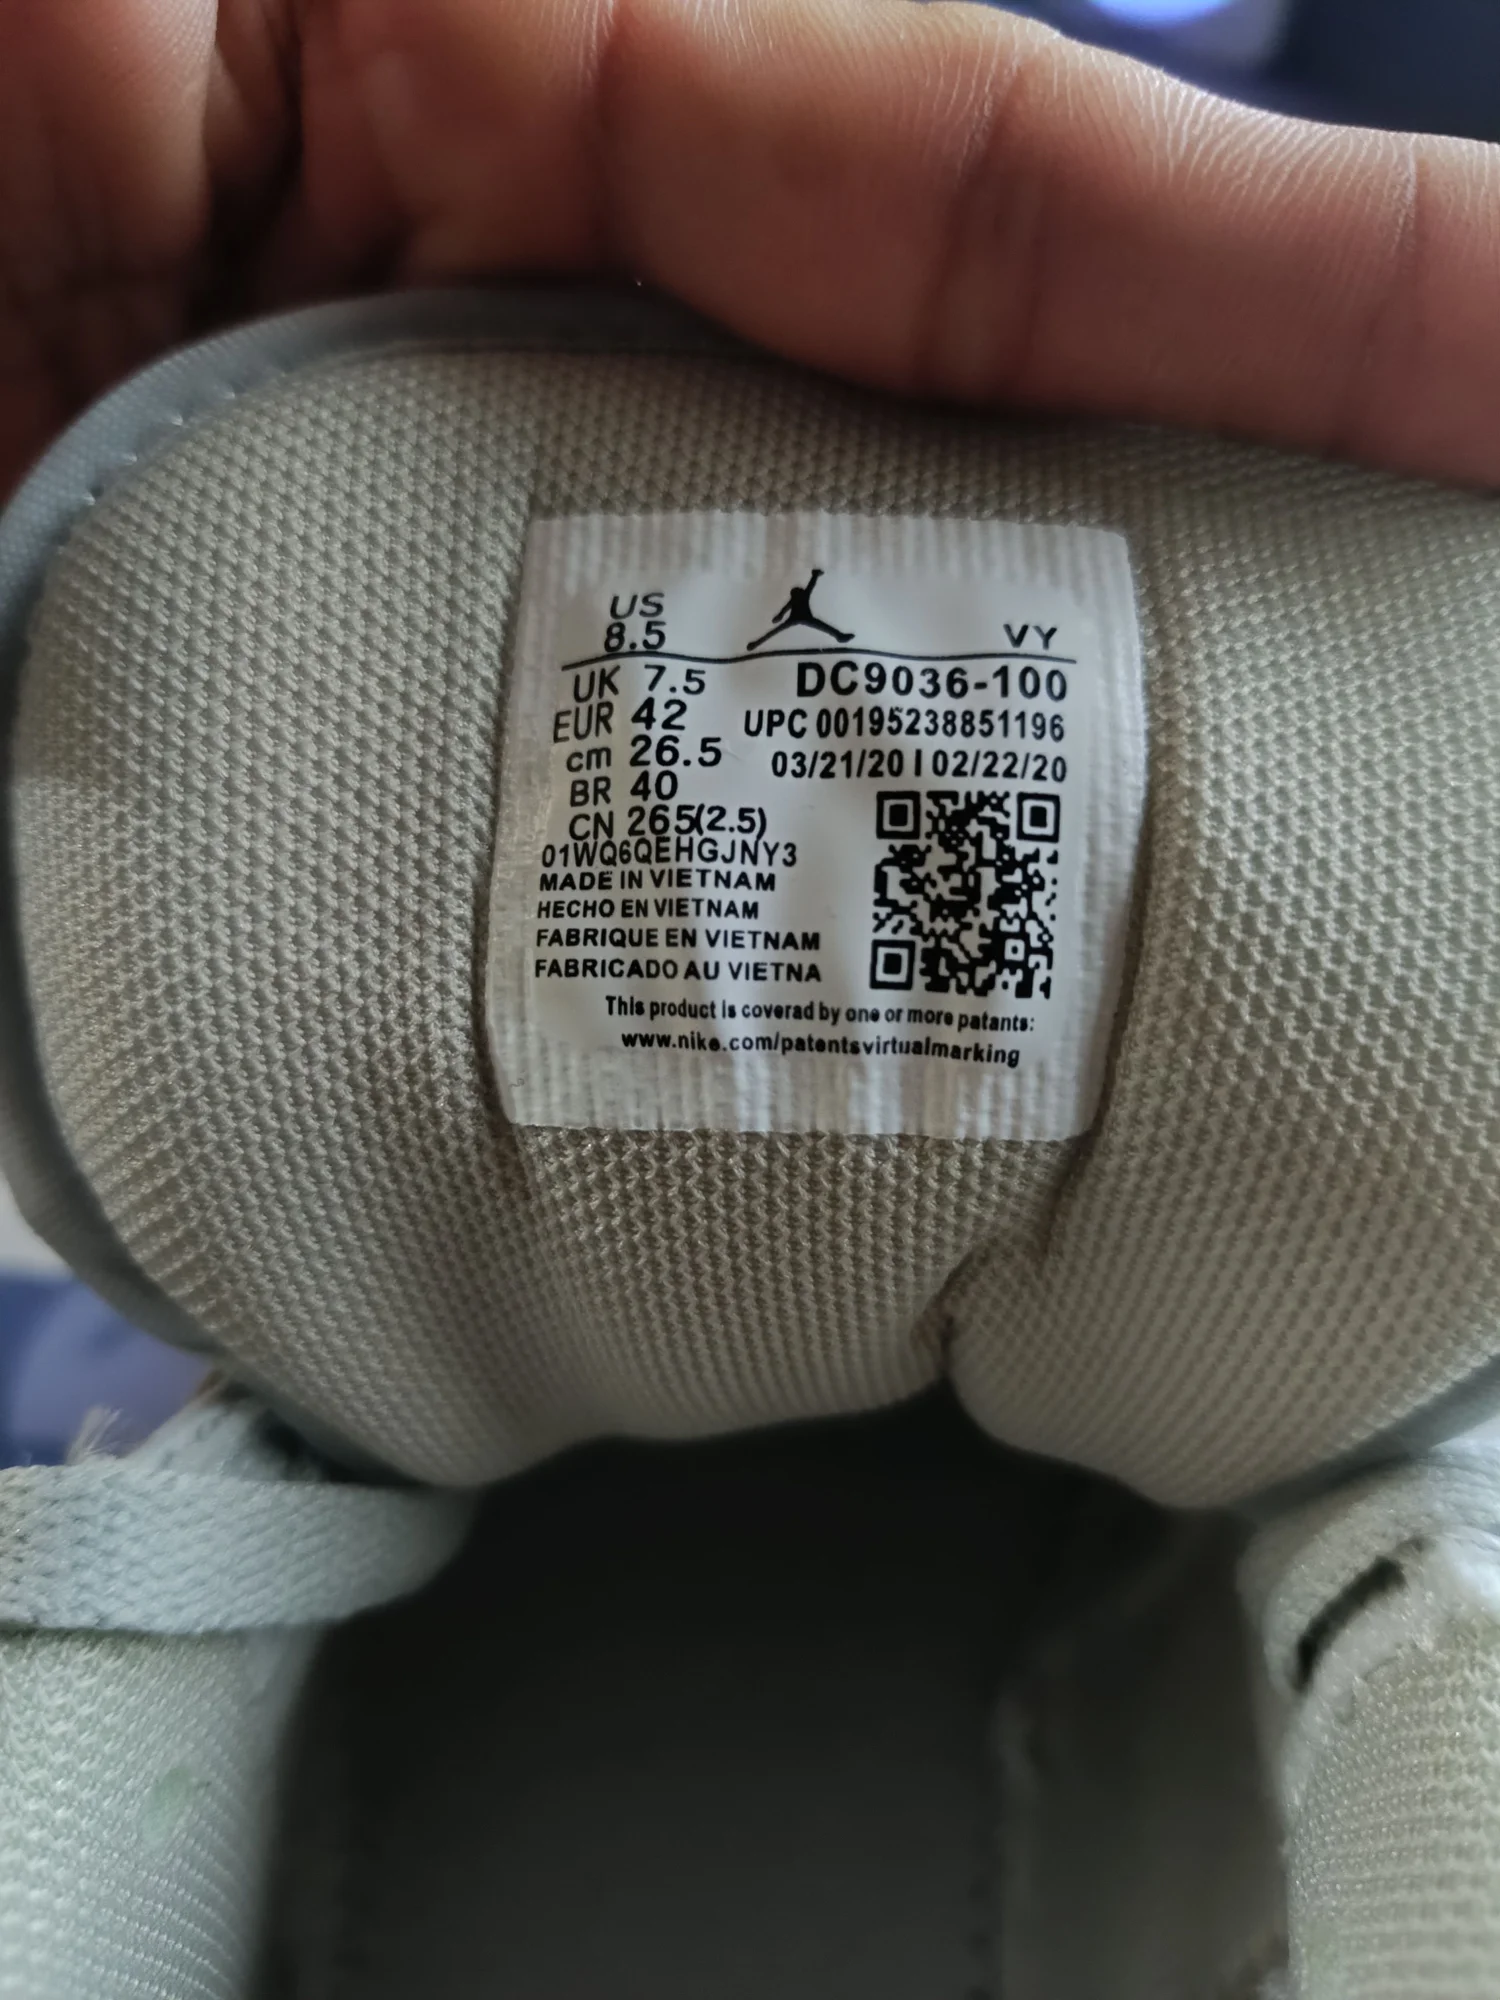 US
8.5
VY
UK 7.5
DC9036-100
EUR 42
UPC 00195238851196
cm 26.5
03/21/20 | 02/22/20
BR 40
CN 265(2.5)
01WQ6QEHGJNY3
MADE IN VIETNAM
HECHO EN VIETNAM
FABRIQUE EN VIETNAM
FABRICADO AU VIETNA
This product is coverad by one or more patants:
www.nike.com/patentsvirtualmarking